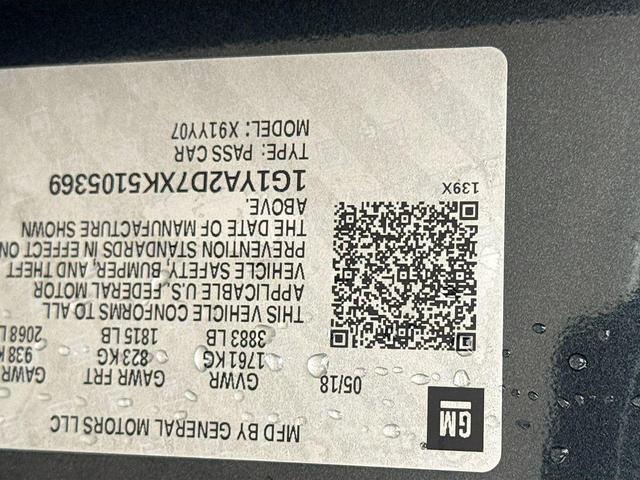 GM
MFD BY GENERAL MOTORS LLC
05/18 GVWR GAWR FRT GAWR
1761 KG 823 KG 938 K
3883 LB 1815 LB 2068 L
THIS VEHICLE CONFORMS TO ALL
APPLICABLE U.S. FEDERAL MOTOR
VEHICLE SAFETY, BUMPER, AND THEFT
PREVENTION STANDARDS IN EFFECT ON
THE DATE OF MANUFACTURE SHOWN
ABOVE.
1G1YA2D7XK5105369
TYPE: PASS CAR
MODEL: X91YY07
139X